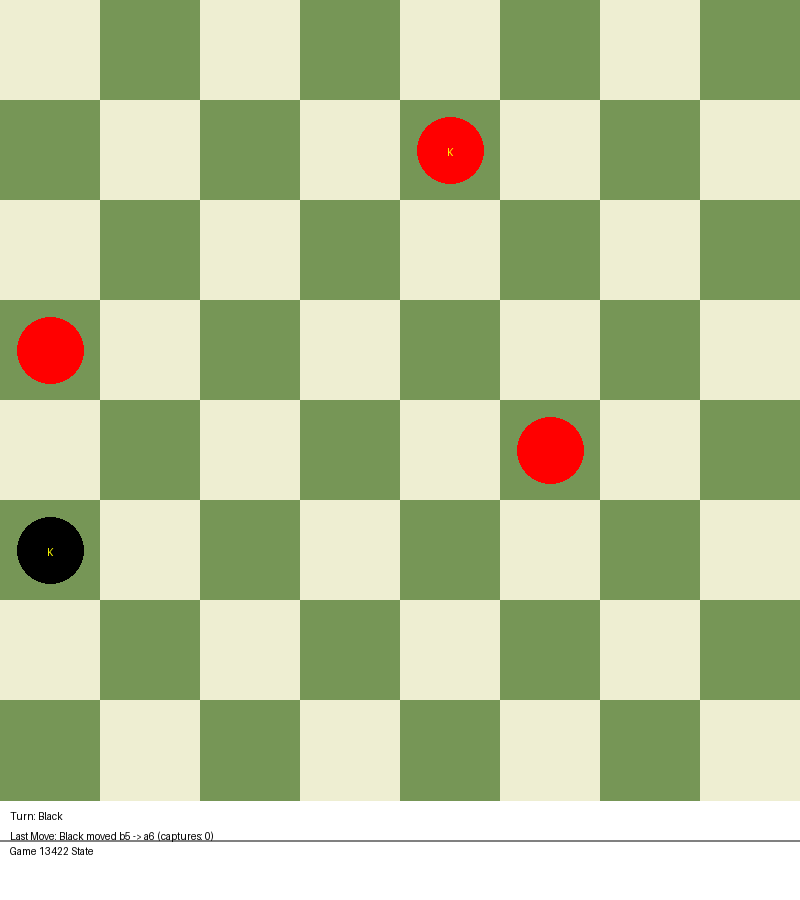 K
K
Turn: Black
Last Move: Black moved b5 -> a6 (captures: 0)
Game 13422 State